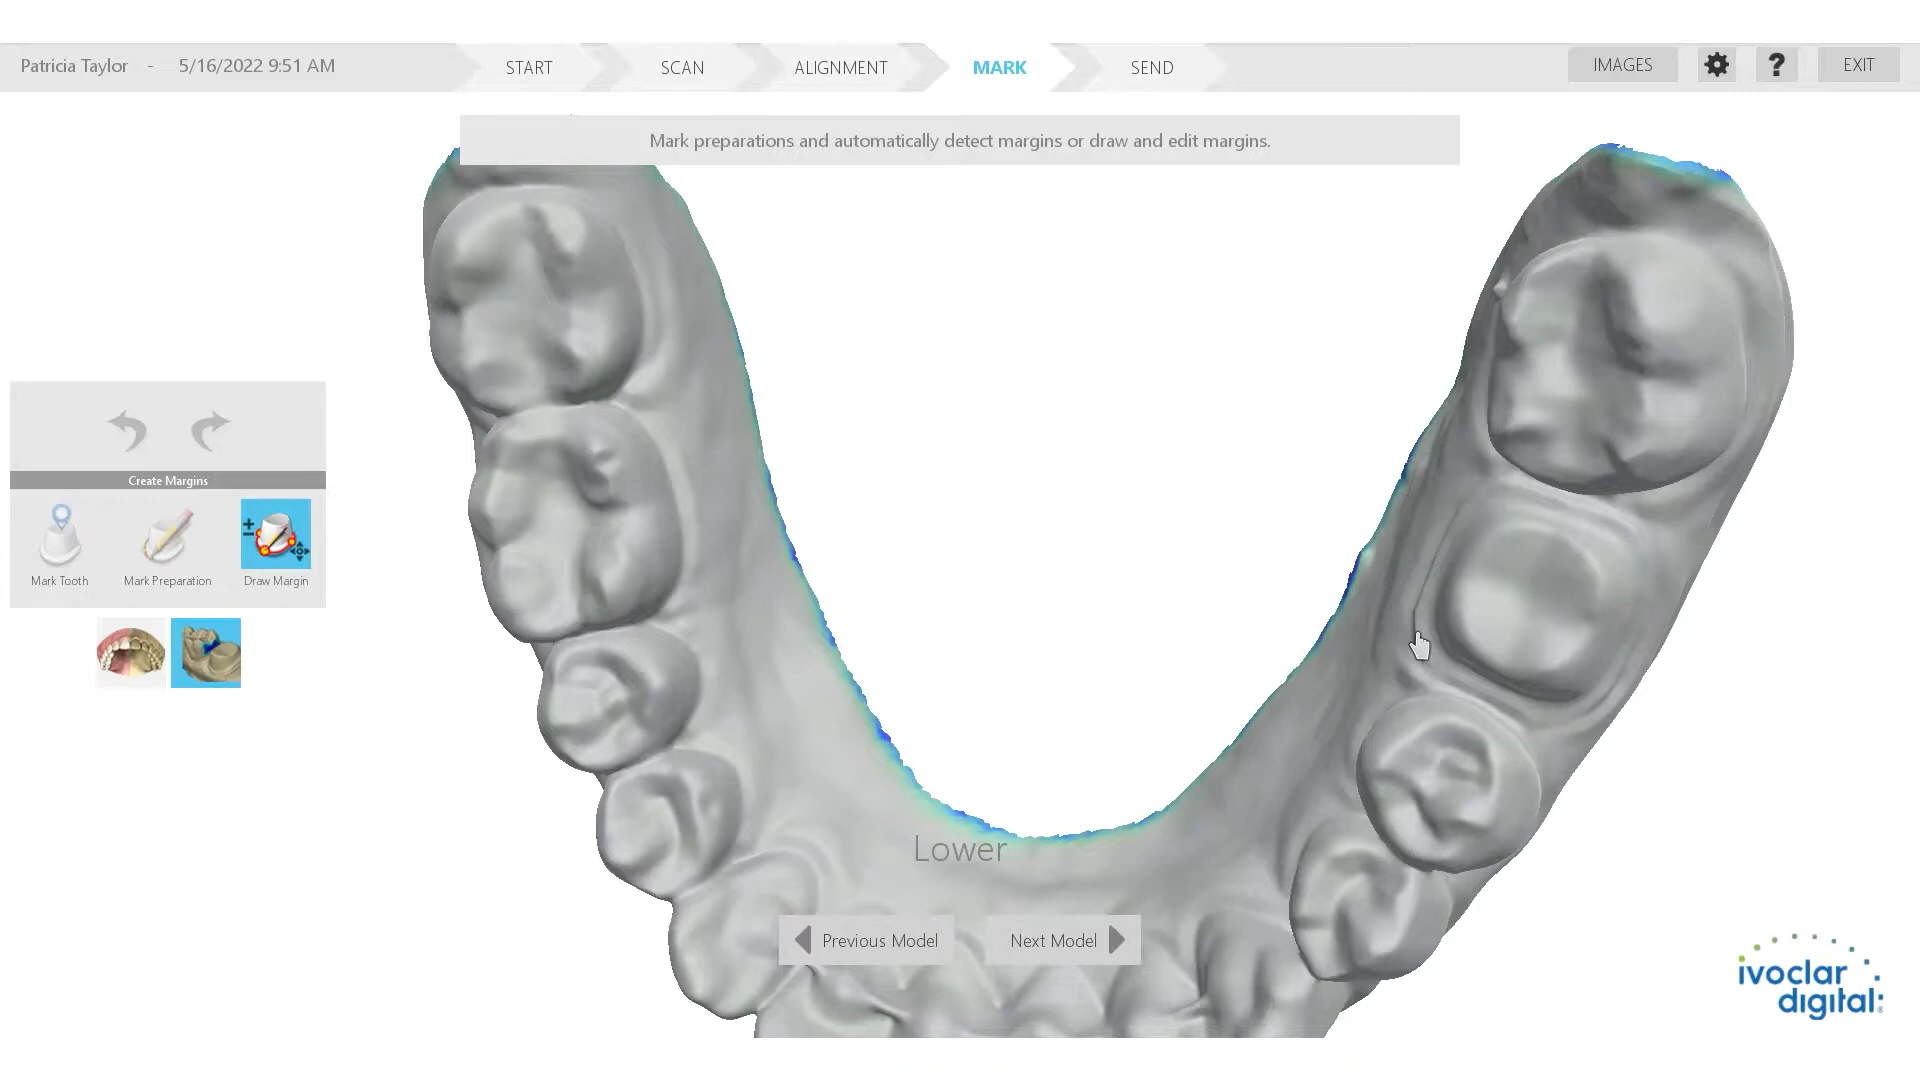 Patricia Taylor - 5/16/2022 9:51 AM
START
SCAN
ALIGNMENT
MARK
SEND
IMAGES
?
EXIT
Mark preparations and automatically detect margins or draw and edit margins.
Create Margins
Mark Tooth
Mark Preparation
Draw Margin
Lower
Previous Model
Next Model
ivoclar
digital: